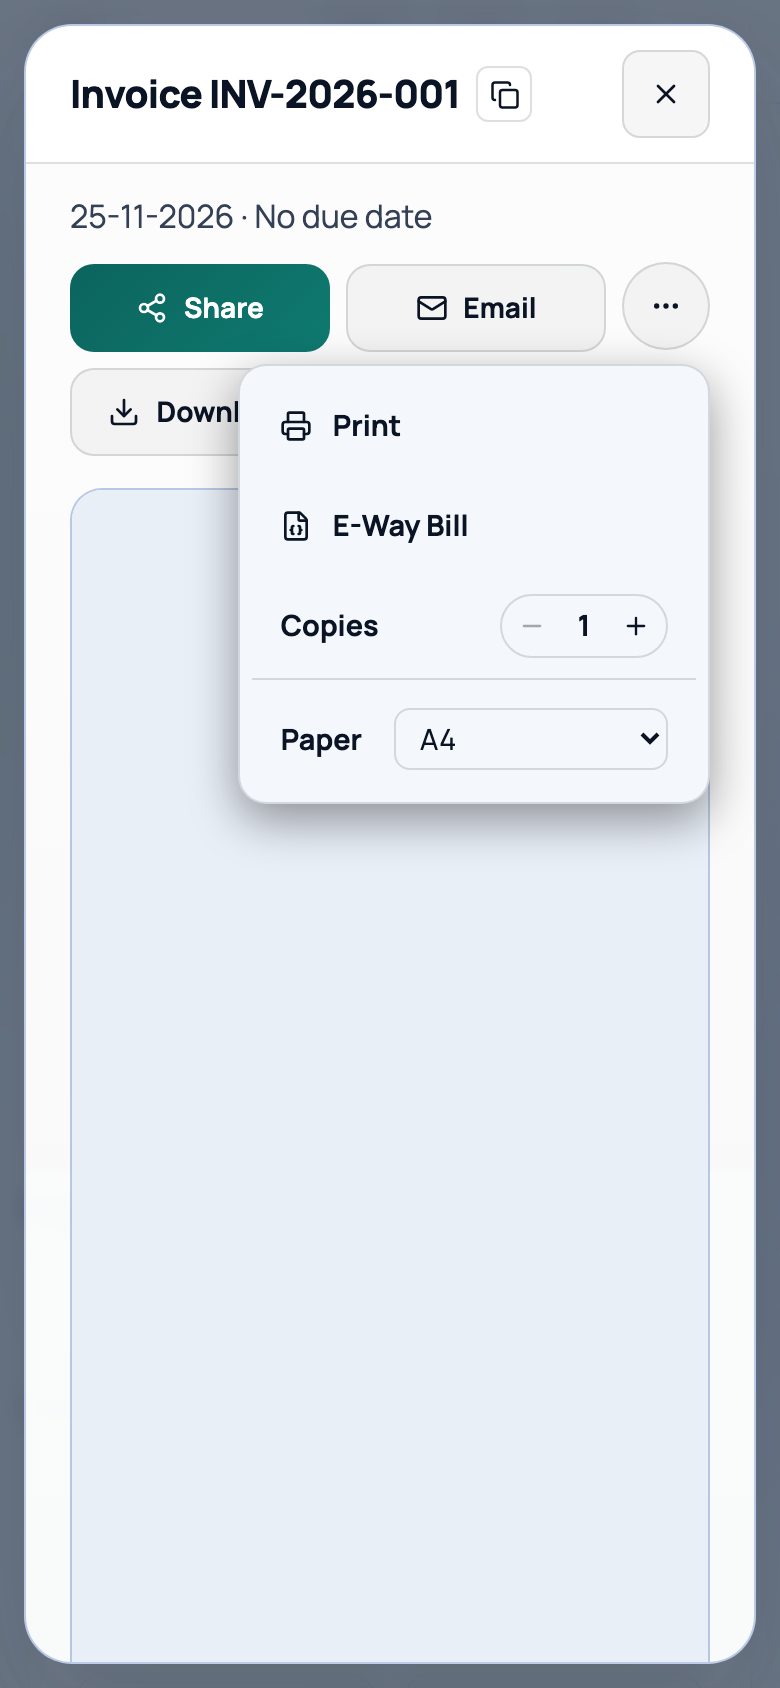 Invoice INV-2026-001
25-11-2026 · No due date
Share
Email
Print
E-Way Bill
Copies
1
Paper
A4